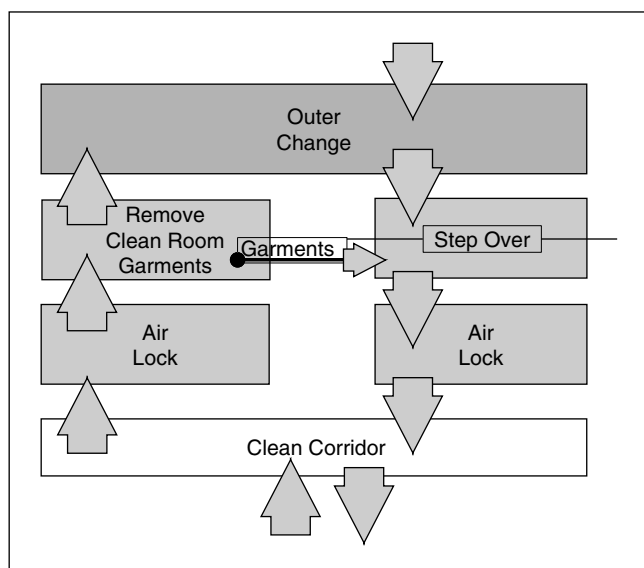 Outer
Change
Remove
Clean Room
Garments
Garments
Step Over
Air
Lock
Air
Lock
Clean Corridor